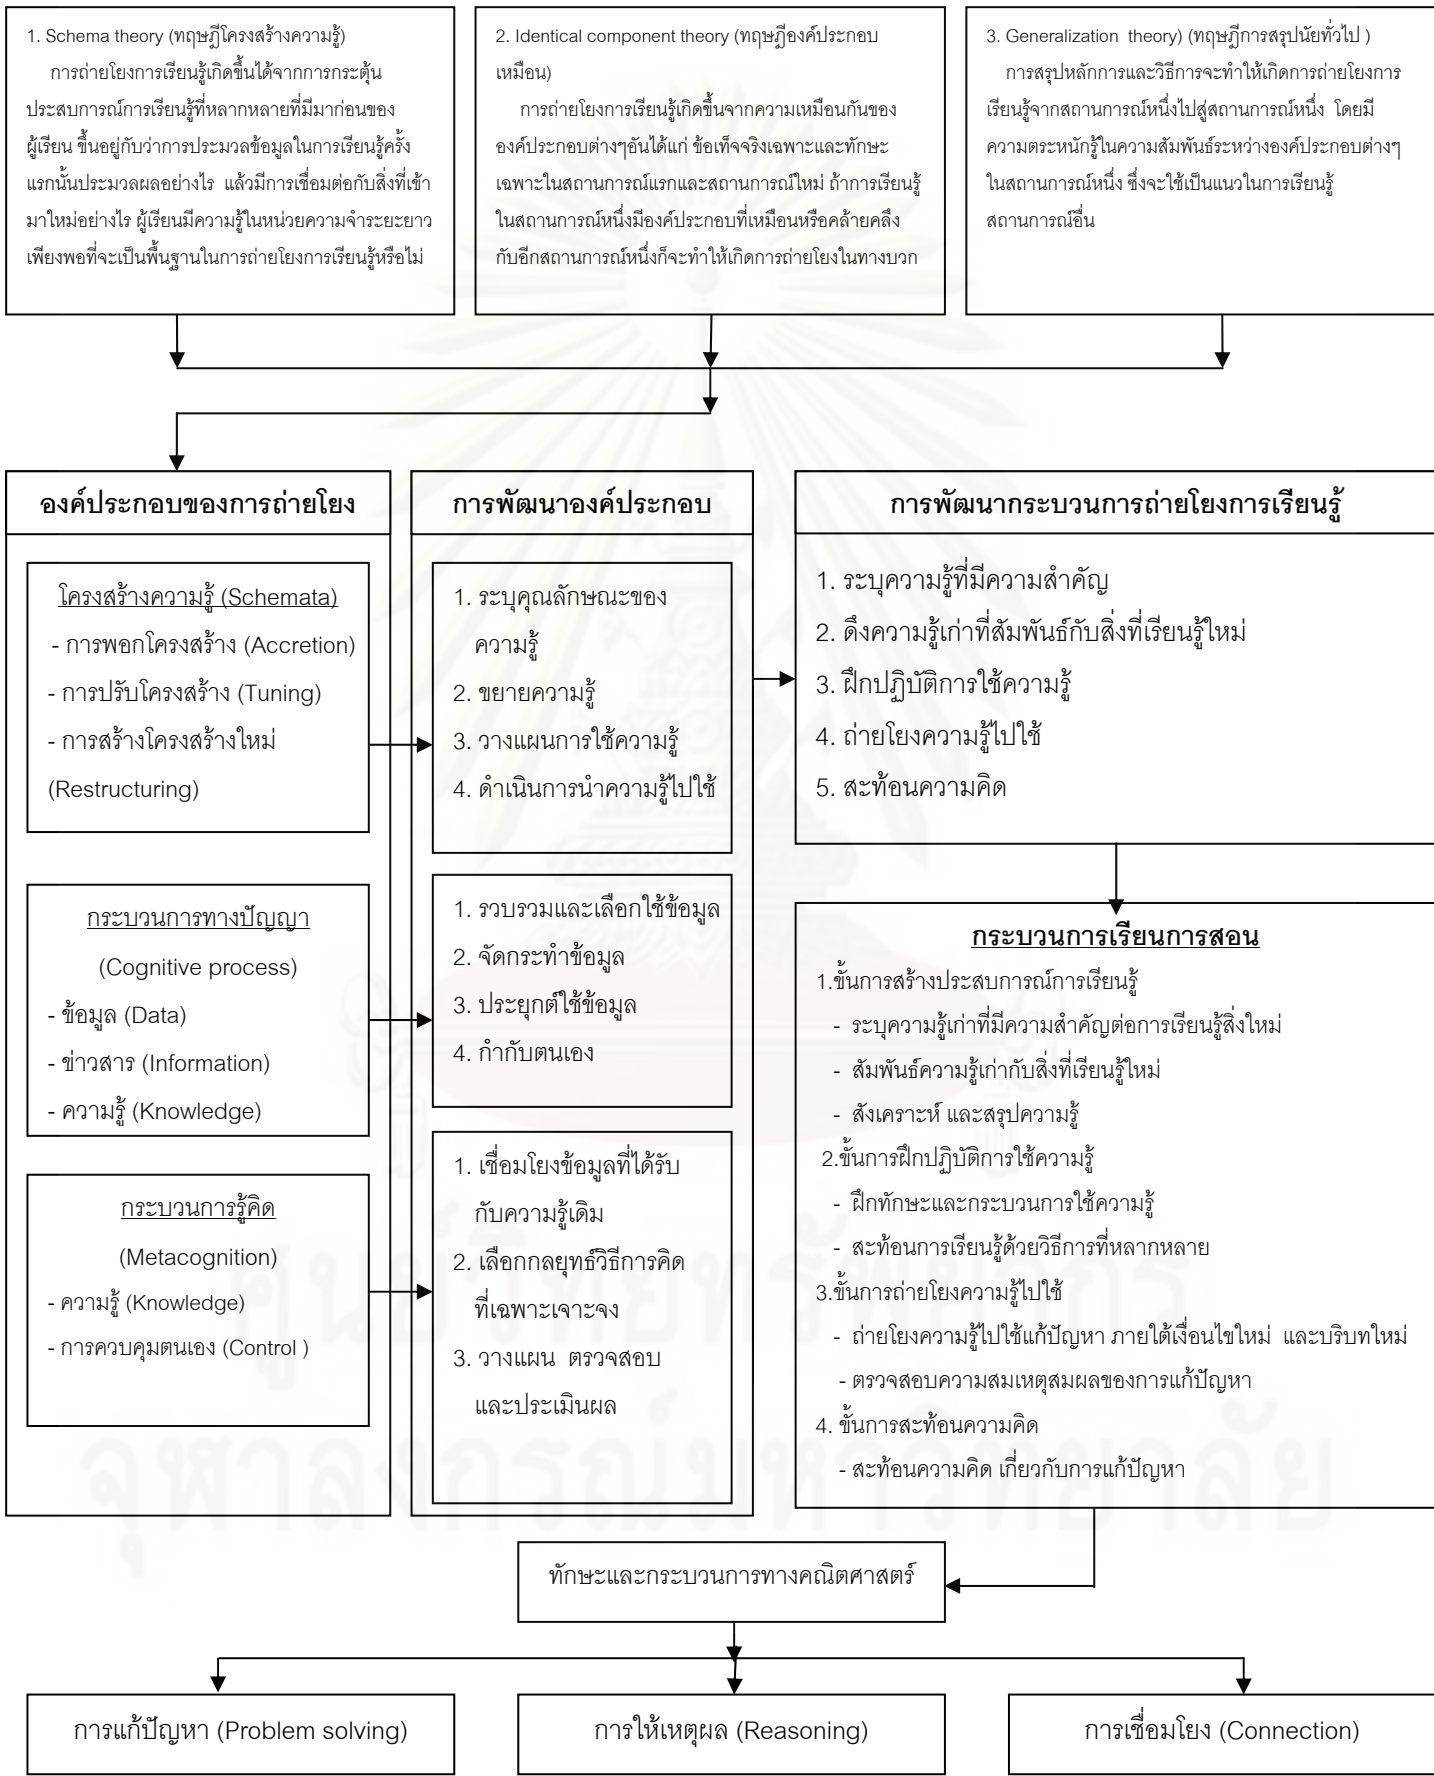 1. Schema theory (ทฤษฎีโครงสร้างความรู้)
การถ่ายโยงการเรียนรู้เกิดขึ้นได้จากการกระตุ้น
ประสบการณ์การเรียนรู้ที่หลากหลายที่มีมาก่อนของ
ผู้เรียน ขึ้นอยู่กับว่าการประมวลข้อมูลในการเรียนรู้ครั้ง
แรกนั้นประมวลผลอย่างไร แล้วมีการเชื่อมต่อกับสิ่งที่เข้า
มาใหม่อย่างไร ผู้เรียนมีความรู้ในหน่วยความจำระยะยาว
เพียงพอที่จะเป็นพื้นฐานในการถ่ายโยงการเรียนรู้หรือไม่
2. Identical component theory (ทฤษฎีองค์ประกอบ
เหมือน)
การถ่ายโยงการเรียนรู้เกิดขึ้นจากความเหมือนกันของ
องค์ประกอบต่างๆอันได้แก่ ข้อเท็จจริงเฉพาะและทักษะ
เฉพาะในสถานการณ์แรกและสถานการณ์ใหม่ ถ้าการเรียนรู้
ในสถานการณ์หนึ่งมีองค์ประกอบที่เหมือนหรือคล้ายคลึง
กับอีกสถานการณ์หนึ่งก็จะทำให้เกิดการถ่ายโยงในทางบวก
3. Generalization theory) (ทฤษฎีการสรุปนัยทั่วไป )
การสรุปหลักการและวิธีการจะทำให้เกิดการถ่ายโยงการ
เรียนรู้จากสถานการณ์หนึ่งไปสู่สถานการณ์หนึ่ง โดยมี
ความตระหนักรู้ในความสัมพันธ์ระหว่างองค์ประกอบต่างๆ
ในสถานการณ์หนึ่ง ซึ่งจะใช้เป็นแนวในการเรียนรู้
สถานการณ์อื่น
องค์ประกอบของการถ่ายโยง
โครงสร้างความรู้ (Schemata)
- การพอกโครงสร้าง (Accretion)
- การปรับโครงสร้าง (Tuning)
- การสร้างโครงสร้างใหม่
(Restructuring)
กระบวนการทางปัญญา
(Cognitive process)
- ข้อมูล (Data)
- ข่าวสาร (Information)
- ความรู้ (Knowledge)
กระบวนการรู้คิด
(Metacognition)
- ความรู้ (Knowledge)
- การควบคุมตนเอง (Control )
การพัฒนาองค์ประกอบ
1. ระบุคุณลักษณะของ
ความรู้
2. ขยายความรู้
3. วางแผนการใช้ความรู้
4. ดำเนินการนำความรู้ไปใช้
1. รวบรวมและเลือกใช้ข้อมูล
2. จัดกระทำข้อมูล
3. ประยุกต์ใช้ข้อมูล
4. กำกับตนเอง
1. เชื่อมโยงข้อมูลที่ได้รับ
กับความรู้เดิม
2. เลือกกลยุทธ์วิธีการคิด
ที่เฉพาะเจาะจง
3. วางแผน ตรวจสอบ
และประเมินผล
การพัฒนากระบวนการถ่ายโยงการเรียนรู้
1. ระบุความรู้ที่มีความสำคัญ
2. ดึงความรู้เก่าที่สัมพันธ์กับสิ่งที่เรียนรู้ใหม่
3. ฝึกปฏิบัติการใช้ความรู้
4. ถ่ายโยงความรู้ไปใช้
5. สะท้อนความคิด
กระบวนการเรียนการสอน
1.ขั้นการสร้างประสบการณ์การเรียนรู้
- ระบุความรู้เก่าที่มีความสำคัญต่อการเรียนรู้สิ่งใหม่
- สัมพันธ์ความรู้เก่ากับสิ่งที่เรียนรู้ใหม่
- สังเคราะห์ และสรุปความรู้
2.ขั้นการฝึกปฏิบัติการใช้ความรู้
- ฝึกทักษะและกระบวนการใช้ความรู้
- สะท้อนการเรียนรู้ด้วยวิธีการที่หลากหลาย
3.ขั้นการถ่ายโยงความรู้ไปใช้
- ถ่ายโยงความรู้ไปใช้แก้ปัญหา ภายใต้เงื่อนไขใหม่ และบริบทใหม่
- ตรวจสอบความสมเหตุสมผลของการแก้ปัญหา
4. ขั้นการสะท้อนความคิด
- สะท้อนความคิด เกี่ยวกับการแก้ปัญหา
ศูนย์วิทยทรัพยากร
จุฬาลงกรณ์มหาวิทยาลัย
ทักษะและกระบวนการทางคณิตศาสตร์
การแก้ปัญหา (Problem solving)
การให้เหตุผล (Reasoning)
การเชื่อมโยง (Connection)